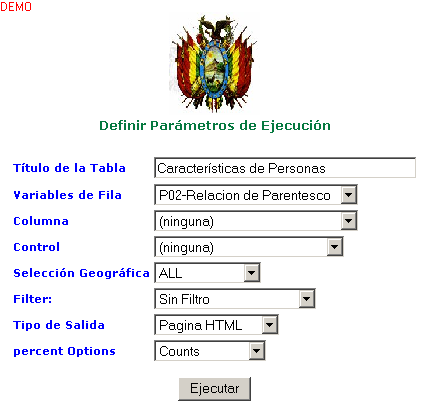 DEMO
Definir Parámetros de Ejecución
Título de la Tabla Características de Personas
Variables de Fila P02-Relacion de Parentesco
Columna (ninguna)
Control (ninguna)
Selección Geográfica ALL
Filter: Sin Filtro
Tipo de Salida Pagina HTML
percent Options Counts
Ejecutar